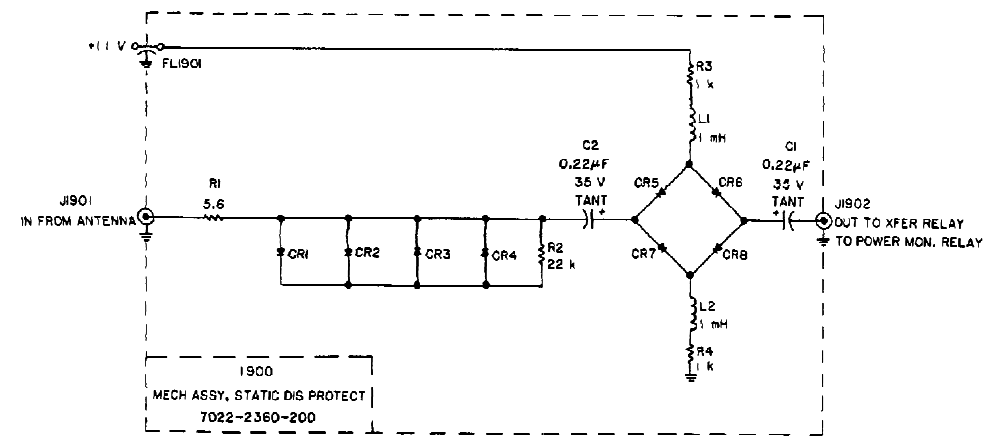 +11 V
FL1901
R3
1 k
L1
1 mH
C2
0.22µF
35 V
TANT
+
C1
0.22µF
35 V
TANT
+
CR5
CR6
R1
5.6
J1901
IN FROM ANTENNA
J1902
OUT TO XFER RELAY
TO POWER MON. RELAY
CR1
CR2
CR3
CR4
R2
22 k
CR7
CR8
L2
1 mH
R4
1 k
1900
MECH ASSY, STATIC DIS PROTECT
7022-2360-200